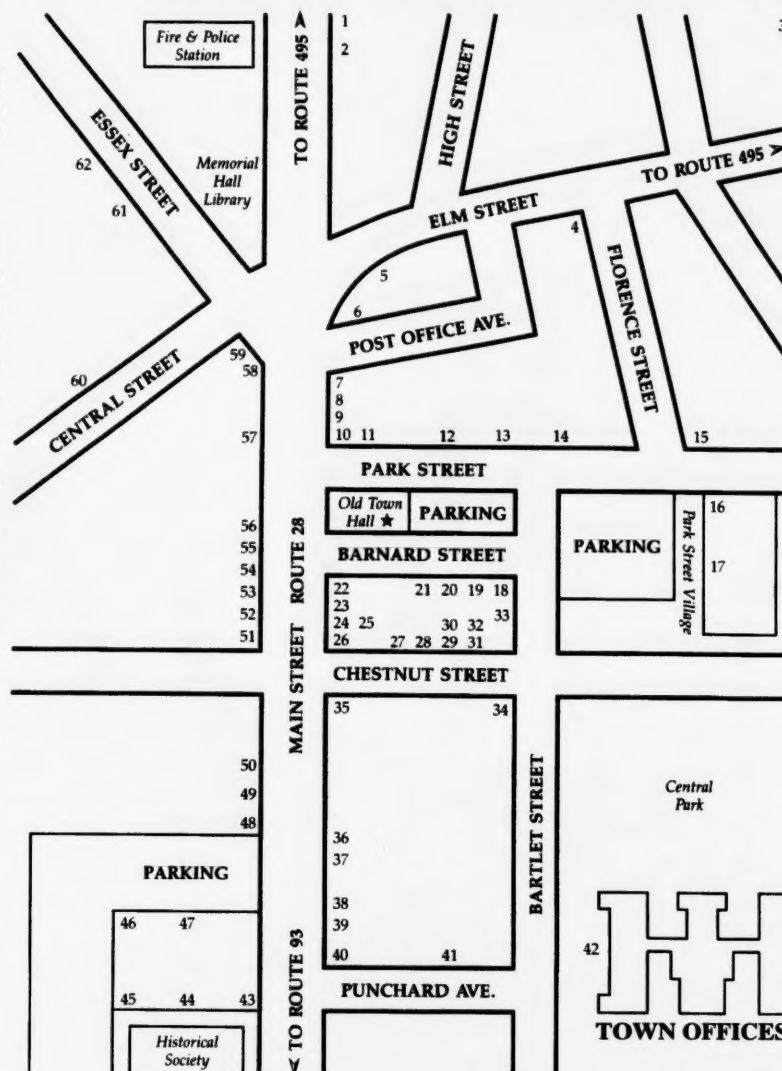 Fire & Police
Station
TO ROUTE 495
1
2
HIGH STREET
ESSEX STREET
62
61
Memorial
Hall
Library
TO ROUTE 495
ELM STREET
4
5
6
POST OFFICE AVE.
FLORENCE STREET
CENTRAL STREET
60
59
58
57
7
8
9
10 11 12 13 14 15
PARK STREET
Old Town
Hall ★
PARKING
BARNARD STREET
PARKING
Park Street Village
16
17
56
55
54
53
52
51
MAIN STREET ROUTE 28
22 21 20 19 18
23 33
24 25 30 32
26 27 28 29 31
CHESTNUT STREET
35 34
50
49
48
36
37
38
39
40 41
BARTLET STREET
Central
Park
PARKING
46 47
45 44 43
Historical
Society
TO ROUTE 93
PUNCHARD AVE.
42
TOWN OFFICES